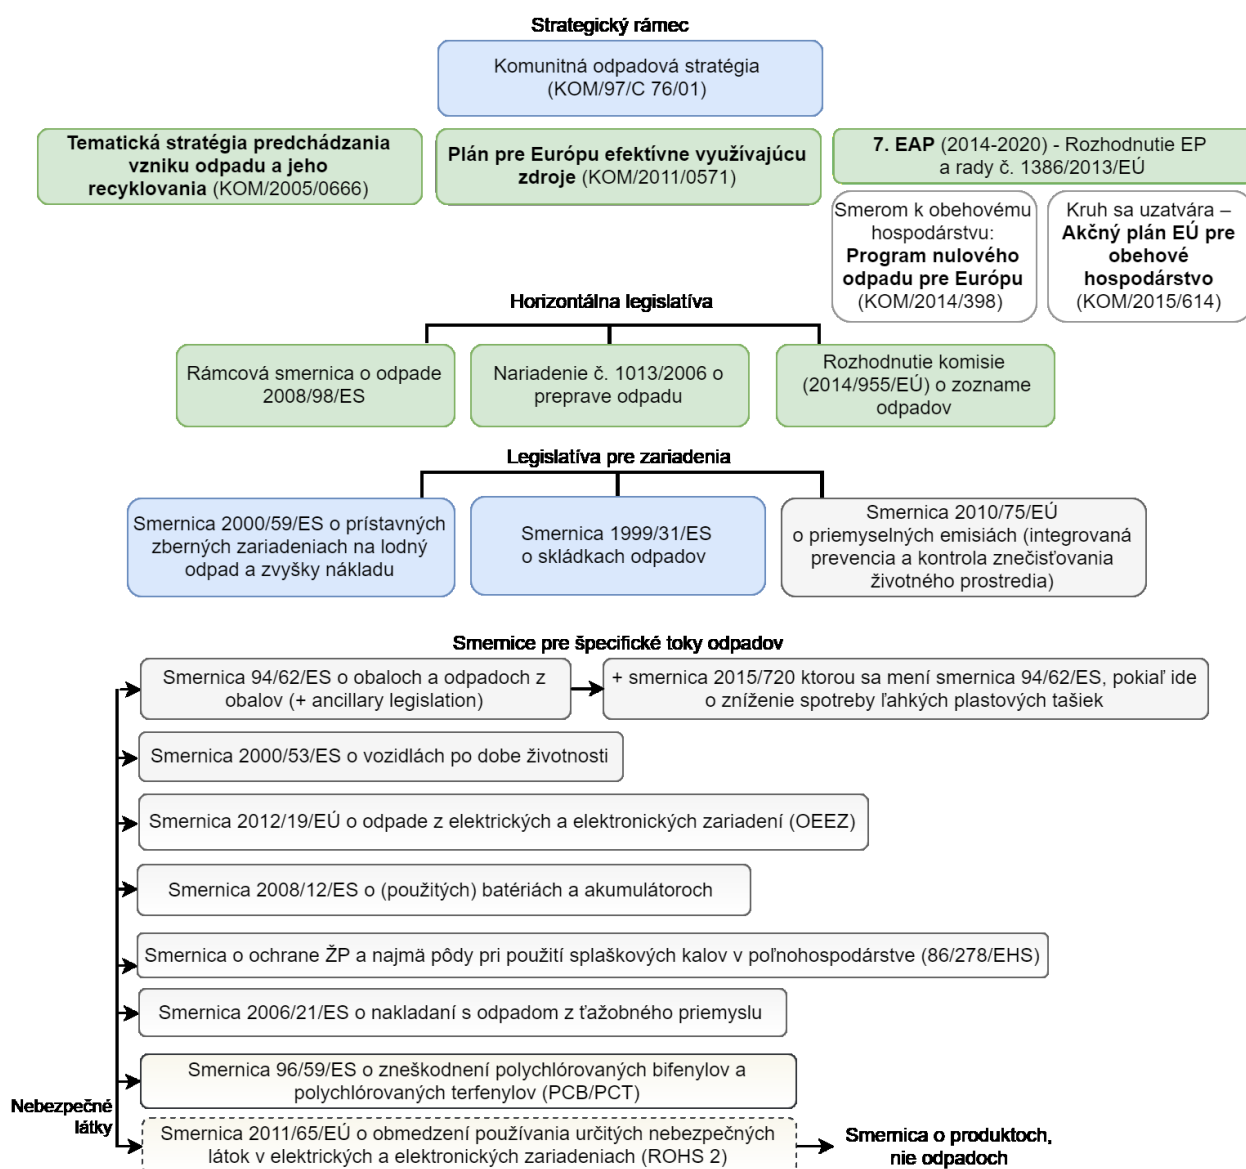 Strategický rámec
Komunitná odpadová stratégia
(KOM/97/C 76/01)
Tematická stratégia predchádzania
vzniku odpadu a jeho
recyklovania (KOM/2005/0666)
Plán pre Európu efektívne využívajúcu
zdroje (KOM/2011/0571)
7. EAP (2014-2020) - Rozhodnutie EP
a rady č. 1386/2013/EÚ
Smerom k obehovému
hospodárstvu:
Program nulového
odpadu pre Európu
(KOM/2014/398)
Kruh sa uzatvára –
Akčný plán EÚ pre
obehové
hospodárstvo
(KOM/2015/614)
Horizontálna legislatíva
Rámcová smernica o odpade
2008/98/ES
Nariadenie č. 1013/2006 o
preprave odpadu
Rozhodnutie komisie
(2014/955/EÚ) o zozname
odpadov
Legislatíva pre zariadenia
Smernica 2000/59/ES o prístavných
zberných zariadeniach na lodný
odpad a zvyšky nákladu
Smernica 1999/31/ES
o skládkach odpadov
Smernica 2010/75/EÚ
o priemyselných emisiách (integrovaná
prevencia a kontrola znečisťovania
životného prostredia)
Smernice pre špecifické toky odpadov
Smernica 94/62/ES o obaloch a odpadoch z
obalov (+ ancillary legislation)
+ smernica 2015/720 ktorou sa mení smernica 94/62/ES, pokiaľ ide
o zníženie spotreby ľahkých plastových tašiek
Smernica 2000/53/ES o vozidlách po dobe životnosti
Smernica 2012/19/EÚ o odpade z elektrických a elektronických zariadení (OEEZ)
Smernica 2008/12/ES o (použitých) batériách a akumulátoroch
Smernica o ochrane ŽP a najmä pôdy pri použití splaškových kalov v poľnohospodárstve (86/278/EHS)
Smernica 2006/21/ES o nakladaní s odpadom z ťažobného priemyslu
Smernica 96/59/ES o zneškodnení polychlórovaných bifenylov a
polychlórovaných terfenylov (PCB/PCT)
Nebezpečné
látky
Smernica 2011/65/EÚ o obmedzení používania určitých nebezpečných
látok v elektrických a elektronických zariadeniach (ROHS 2)
Smernica o produktoch,
nie odpadoch